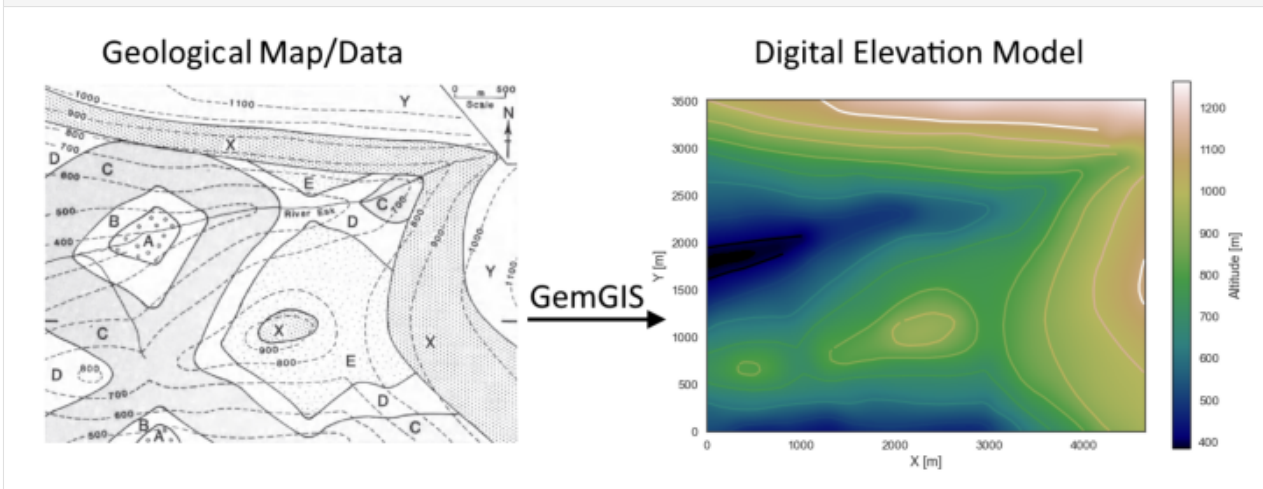 Geological Map/Data
Digital Elevation Model
0 m 500
Scale
N
1000
1100
Y
900
800
700
X
D
C
600
E
500
B
River Esk
C
700
D
A
400
800
900
1000
1100
Y
C
X
900
800
X
D
800
E
700
D
600
B
C
500
A
GemGIS
3500
3000
2500
2000
1500
1000
500
0
0
1000
2000
3000
4000
X [m]
Y [m]
1200
1100
1000
900
800
700
600
500
400
Altitude [m]